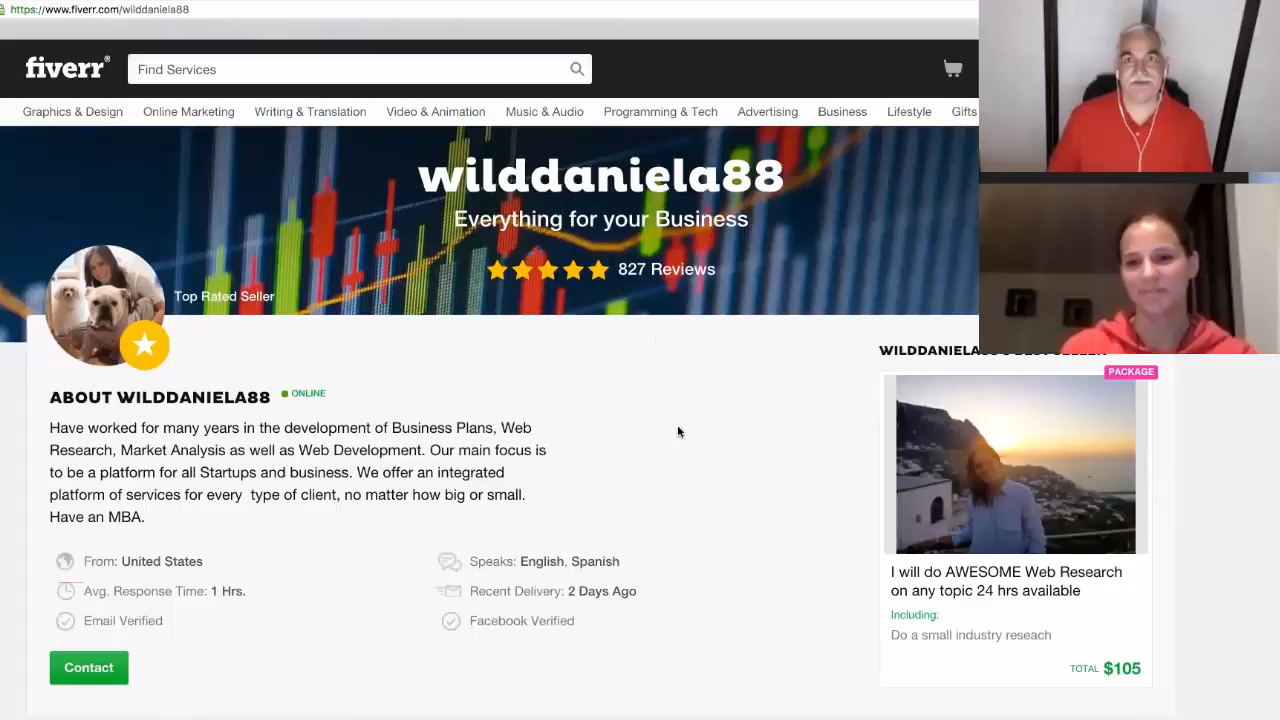 https://www.fiverr.com/wilddaniela88
fiverr®
Find Services
Graphics & Design Online Marketing Writing & Translation Video & Animation Music & Audio Programming & Tech Advertising Business Lifestyle Gifts
wilddaniela88
Everything for your Business
827 Reviews
Top Rated Seller
ABOUT WILDDANIELA88 ONLINE
Have worked for many years in the development of Business Plans, Web
Research, Market Analysis as well as Web Development. Our main focus is
to be a platform for all Startups and business. We offer an integrated
platform of services for every type of client, no matter how big or small.
Have an MBA.
From: United States
Speaks: English, Spanish
Avg. Response Time: 1 Hrs.
Recent Delivery: 2 Days Ago
Email Verified
Facebook Verified
Contact
PACKAGE
I will do AWESOME Web Research
on any topic 24 hrs available
Including:
Do a small industry reseach
TOTAL $105